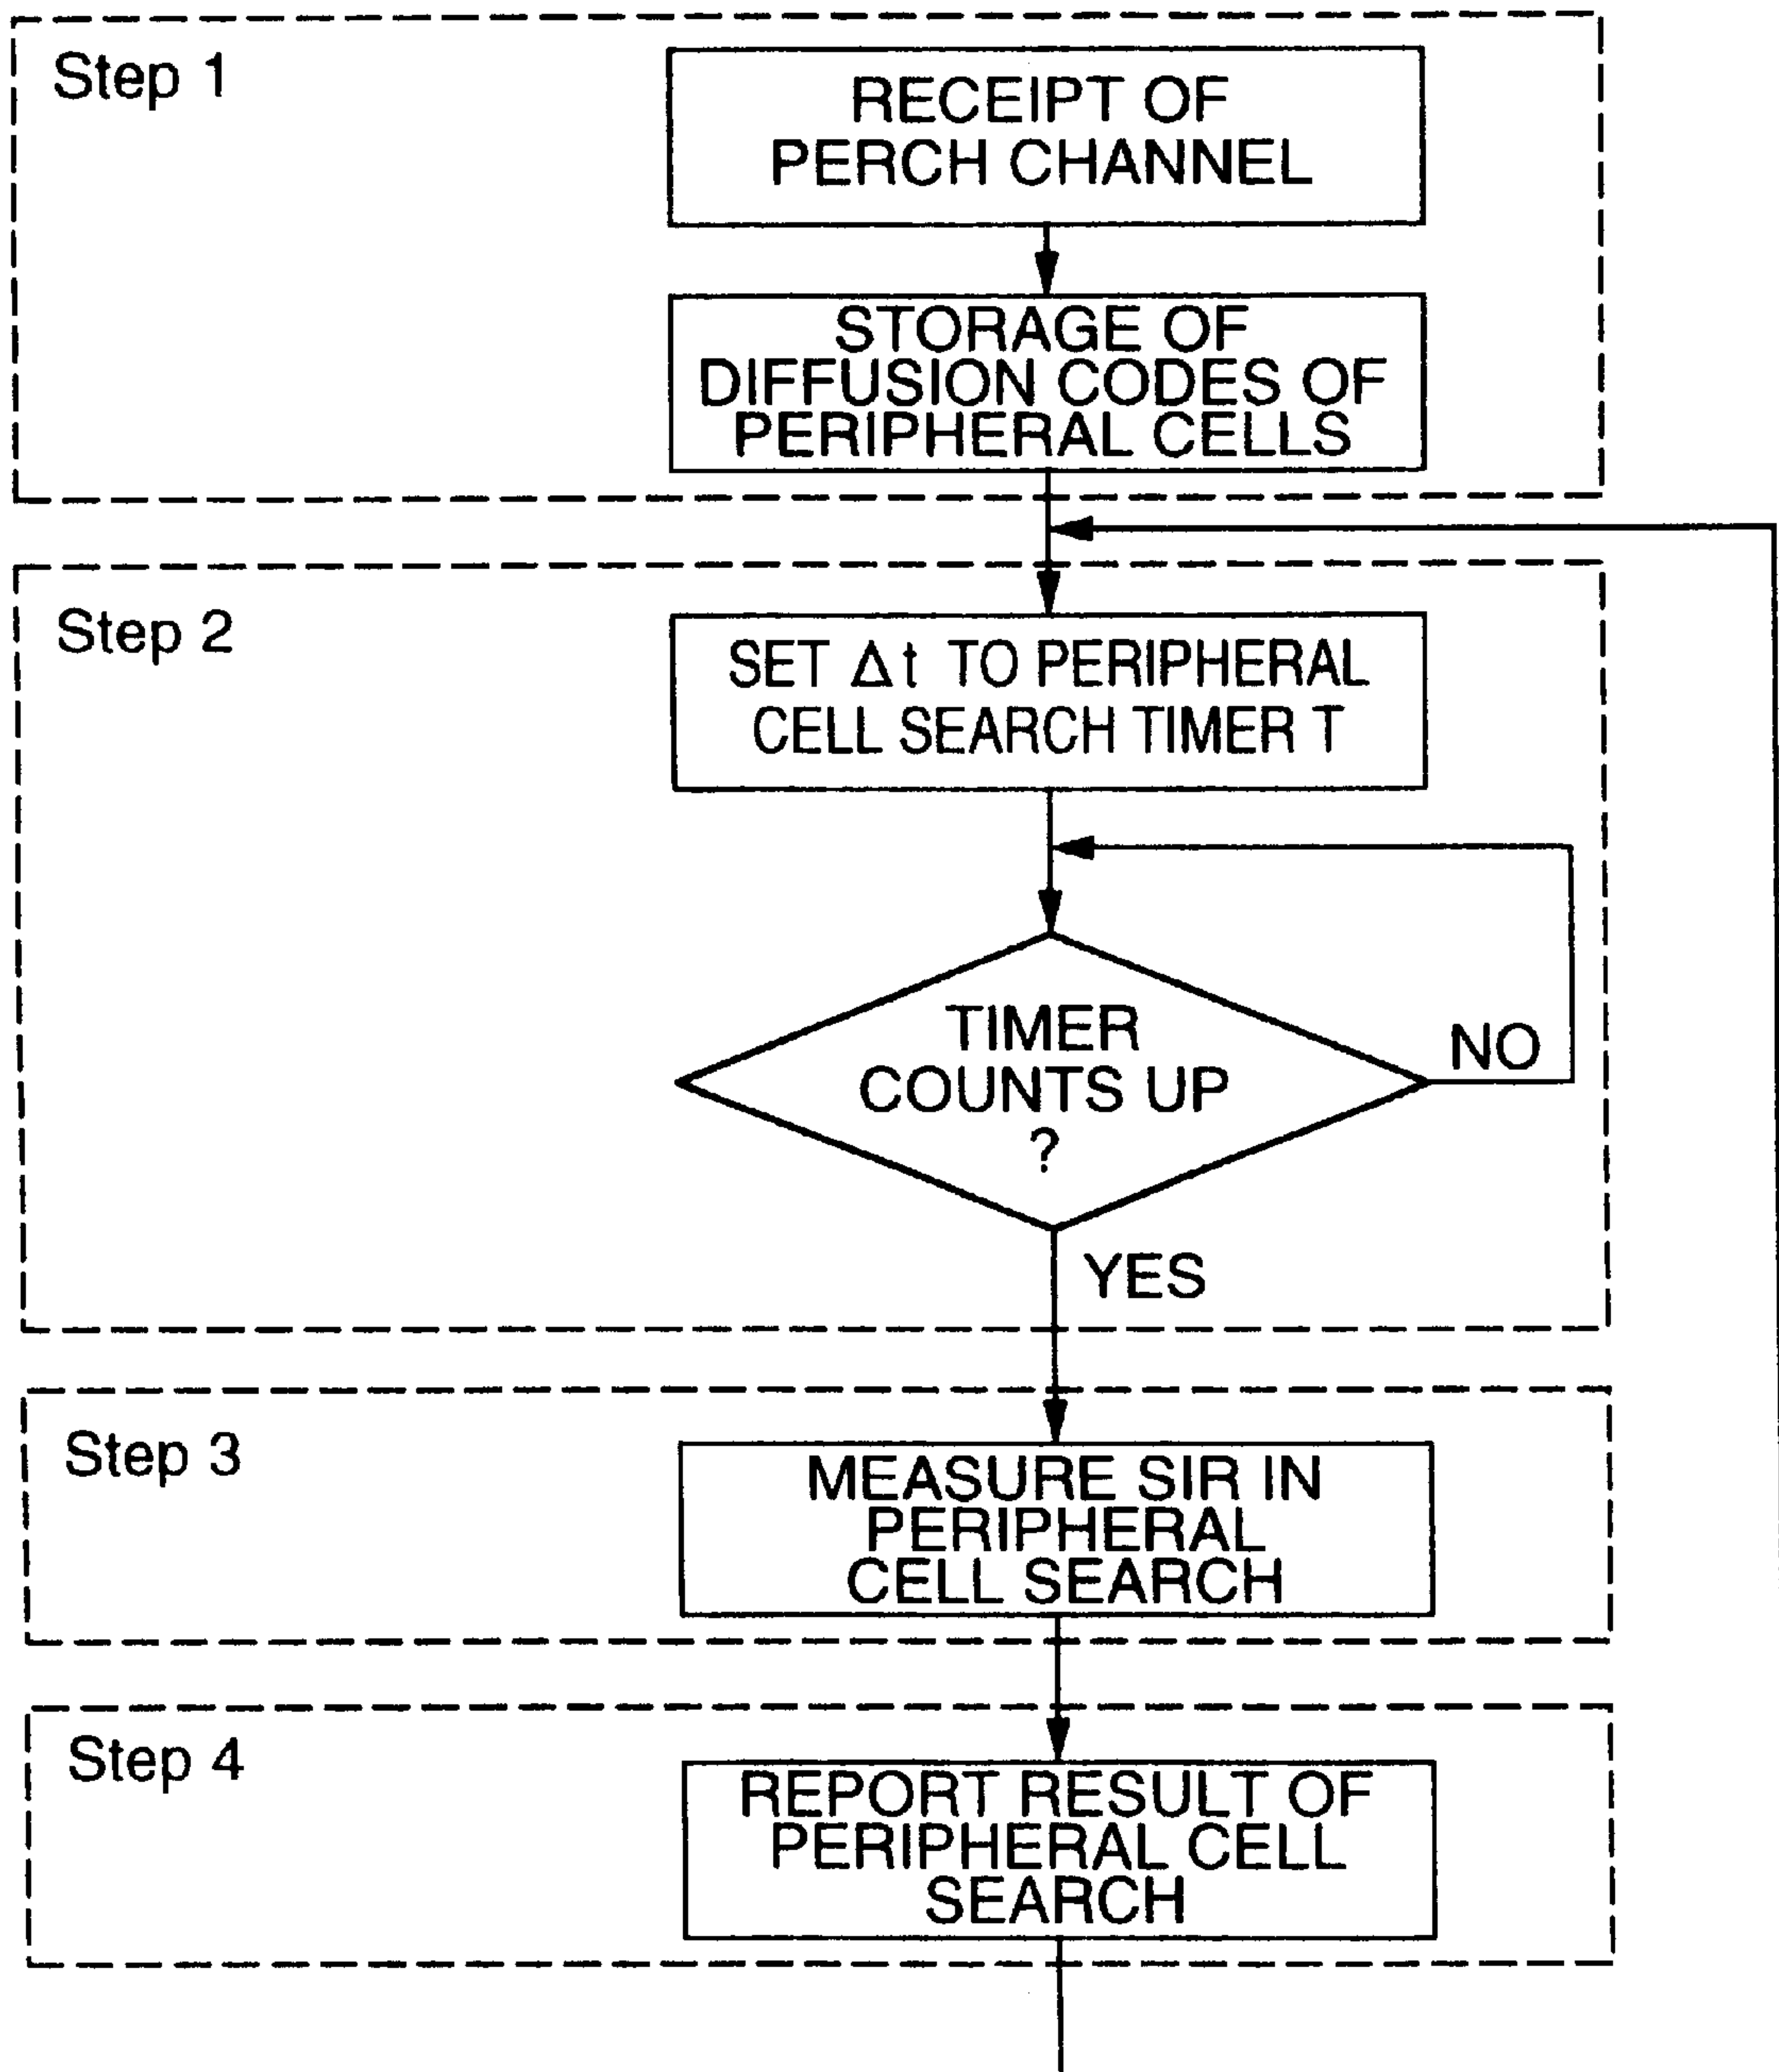 Step 1
RECEIPT OF
PERCH CHANNEL
STORAGE OF
DIFFUSION CODES OF
PERIPHERAL CELLS
Step 2
SET Δt TO PERIPHERAL
CELL SEARCH TIMER T
TIMER
COUNTS UP
?
NO
YES
Step 3
MEASURE SIR IN
PERIPHERAL
CELL SEARCH
Step 4
REPORT RESULT OF
PERIPHERAL CELL
SEARCH